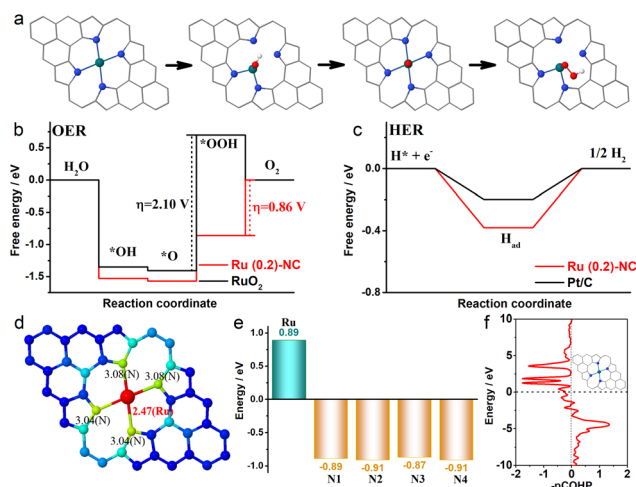 a
b
OER
Free energy / eV
0.5
0.0
-0.5
-1.0
-1.5
H₂O
*OH
*O
*OOH
O₂
η=2.10 V
η=0.86 V
Ru (0.2)-NC
RuO₂
Reaction coordinate
c
HER
Free energy / eV
0.0
-0.4
-0.8
H* + e⁻
1/2 H₂
H_ad
Ru (0.2)-NC
Pt/C
Reaction coordinate
d
3.08(N)
3.08(N)
2.47(Ru)
3.04(N)
3.04(N)
e
Energy / eV
1.0
0.5
0.0
-0.5
-1.0
Ru
0.89
-0.89
-0.91
-0.87
-0.91
N1
N2
N3
N4
f
Energy / eV
10
5
0
-5
-10
-2
-1
0
1
2
-pCOHP